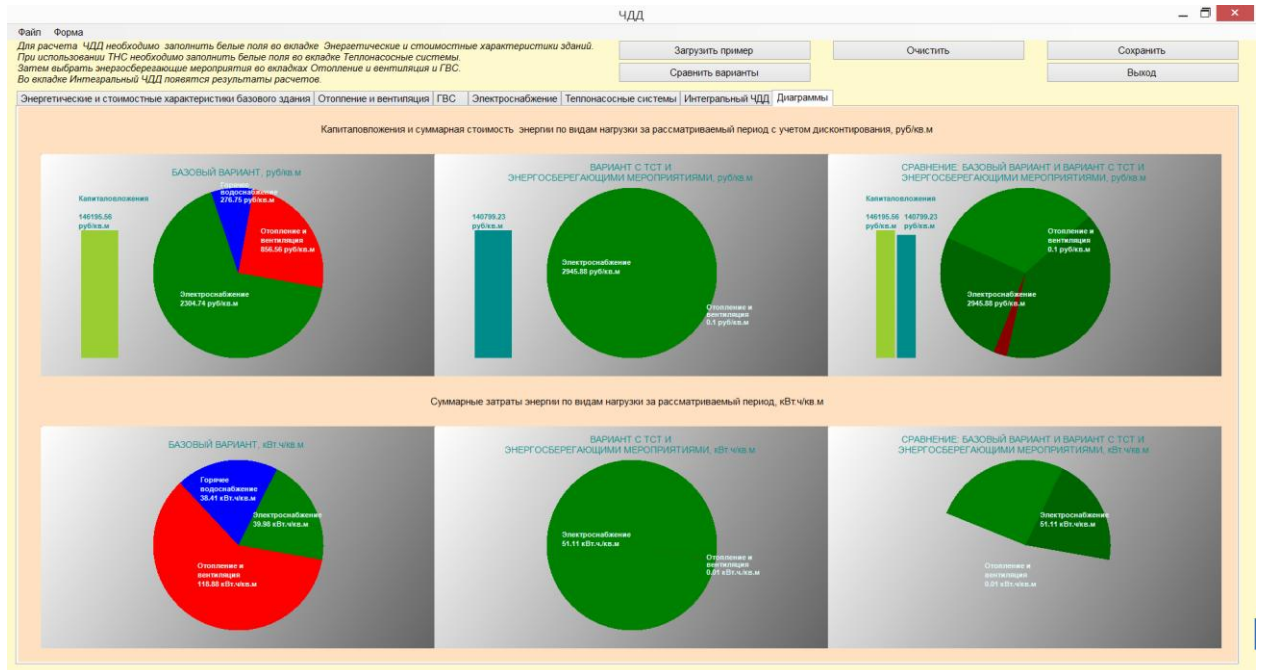 ЧДД
Файл Форма
Для расчета ЧДД необходимо заполнить белые поля во вкладке Энергетические и стоимостные характеристики зданий.
При использовании ТНС необходимо заполнить белые поля во вкладке Теплонасосные системы.
Затем выбрать энергосберегающие мероприятия во вкладках Отопление и вентиляция и ГВС.
Во вкладке Интегральный ЧДД появятся результаты расчетов.
Загрузить пример
Очистить
Сохранить
Сравнить варианты
Выход
Энергетические и стоимостные характеристики базового здания Отопление и вентиляция ГВС Электроснабжение Теплонасосные системы Интегральный ЧДД Диаграммы
Капиталовложения и суммарная стоимость энергии по видам нагрузки за рассматриваемый период с учетом дисконтирования, руб/кв.м
БАЗОВЫЙ ВАРИАНТ, руб/кв.м
Капиталовложения
146195.56
руб/кв.м
Горячее
водоснабжение
276.75 руб/кв.м
Отопление и
вентиляция
856.56 руб/кв.м
Электроснабжение
2304.74 руб/кв.м
ВАРИАНТ С ТСТ И
ЭНЕРГОСБЕРЕГАЮЩИМИ МЕРОПРИЯТИЯМИ, руб/кв.м
140799.23
руб/кв.м
Электроснабжение
2945.88 руб/кв.м
Отопление и
вентиляция
0.1 руб/кв.м
СРАВНЕНИЕ: БАЗОВЫЙ ВАРИАНТ И ВАРИАНТ С ТСТ И
ЭНЕРГОСБЕРЕГАЮЩИМИ МЕРОПРИЯТИЯМИ, руб/кв.м
Капиталовложения
146195.56 140799.23
руб/кв.м руб/кв.м
Отопление и
вентиляция
0.1 руб/кв.м
Электроснабжение
2945.88 руб/кв.м
Суммарные затраты энергии по видам нагрузки за рассматриваемый период, кВт.ч/кв.м
БАЗОВЫЙ ВАРИАНТ, кВт.ч/кв.м
Горячее
водоснабжение
38.41 кВт.ч/кв.м
Электроснабжение
39.98 кВт.ч/кв.м
Отопление и
вентиляция
118.88 кВт.ч/кв.м
ВАРИАНТ С ТСТ И
ЭНЕРГОСБЕРЕГАЮЩИМИ МЕРОПРИЯТИЯМИ, кВт.ч/кв.м
Электроснабжение
51.11 кВт.ч/кв.м
Отопление и
вентиляция
0.01 кВт.ч/кв.м
СРАВНЕНИЕ: БАЗОВЫЙ ВАРИАНТ И ВАРИАНТ С ТСТ И
ЭНЕРГОСБЕРЕГАЮЩИМИ МЕРОПРИЯТИЯМИ, кВт.ч/кв.м
Электроснабжение
51.11 кВт.ч/кв.м
Отопление и
вентиляция
0.01 кВт.ч/кв.м